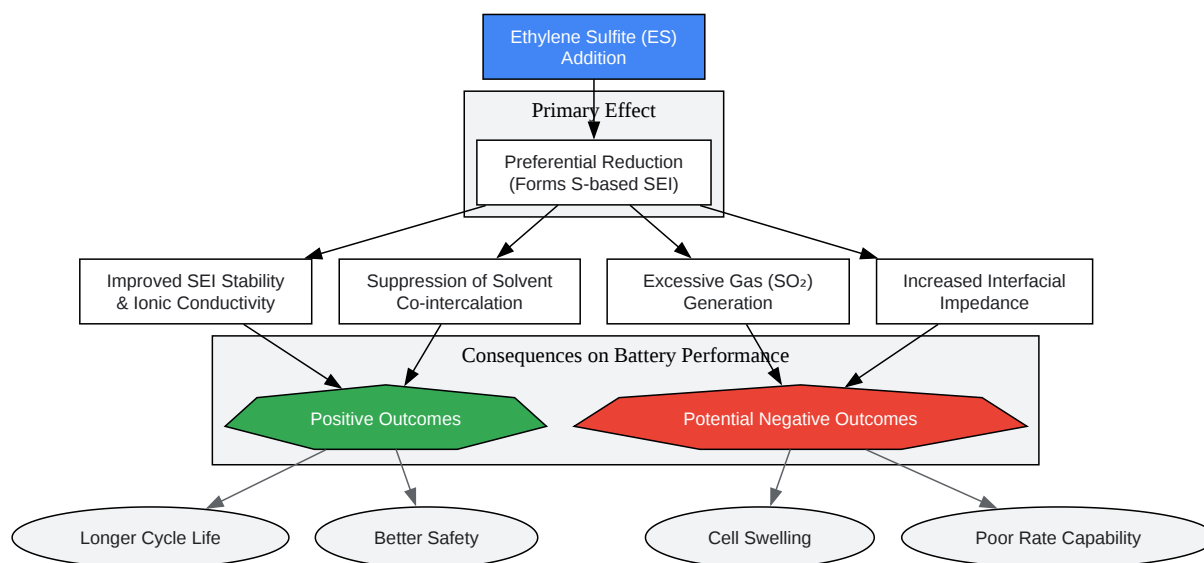 Ethylene Sulfite (ES)
Addition
Primary Effect
Preferential Reduction
(Forms S-based SEI)
Improved SEI Stability
& Ionic Conductivity
Suppression of Solvent
Co-intercalation
Excessive Gas (SO₂)
Generation
Increased Interfacial
Impedance
Consequences on Battery Performance
Positive Outcomes
Potential Negative Outcomes
Longer Cycle Life
Better Safety
Cell Swelling
Poor Rate Capability